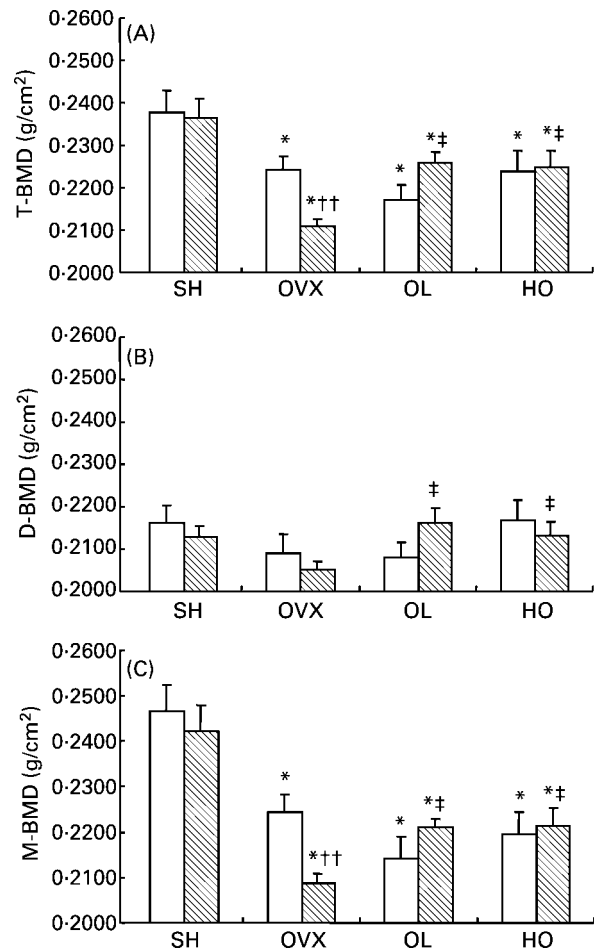 (A)
T-BMD (g/cm²)
0·2600
0·2500
0·2400
0·2300
0·2200
0·2100
0·2000
* *†† * *‡ * *‡
SH OVX OL HO
(B)
D-BMD (g/cm²)
0·2600
0·2500
0·2400
0·2300
0·2200
0·2100
0·2000
‡ ‡
SH OVX OL HO
(C)
M-BMD (g/cm²)
0·2600
0·2500
0·2400
0·2300
0·2200
0·2100
0·2000
* *†† * *‡ * *‡
SH OVX OL HO